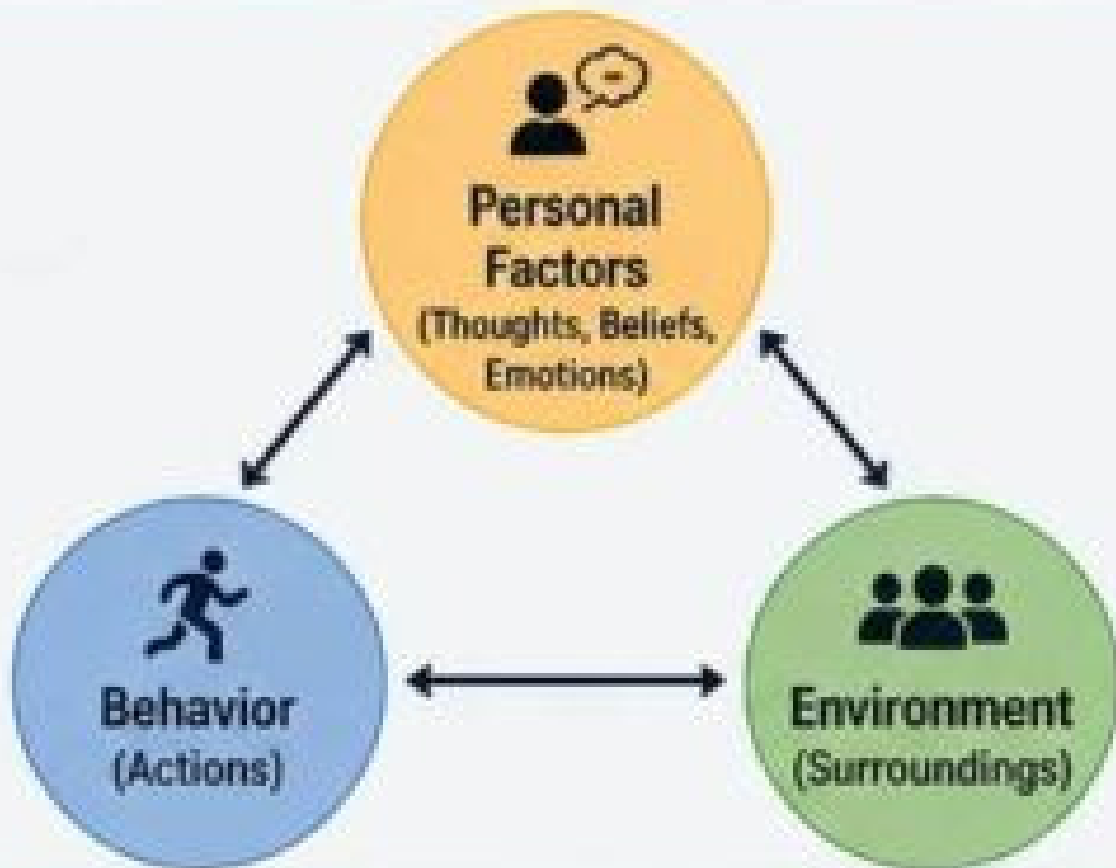 Personal
Factors
(Thoughts, Beliefs,
Emotions)
Behavior
(Actions)
Environment
(Surroundings)